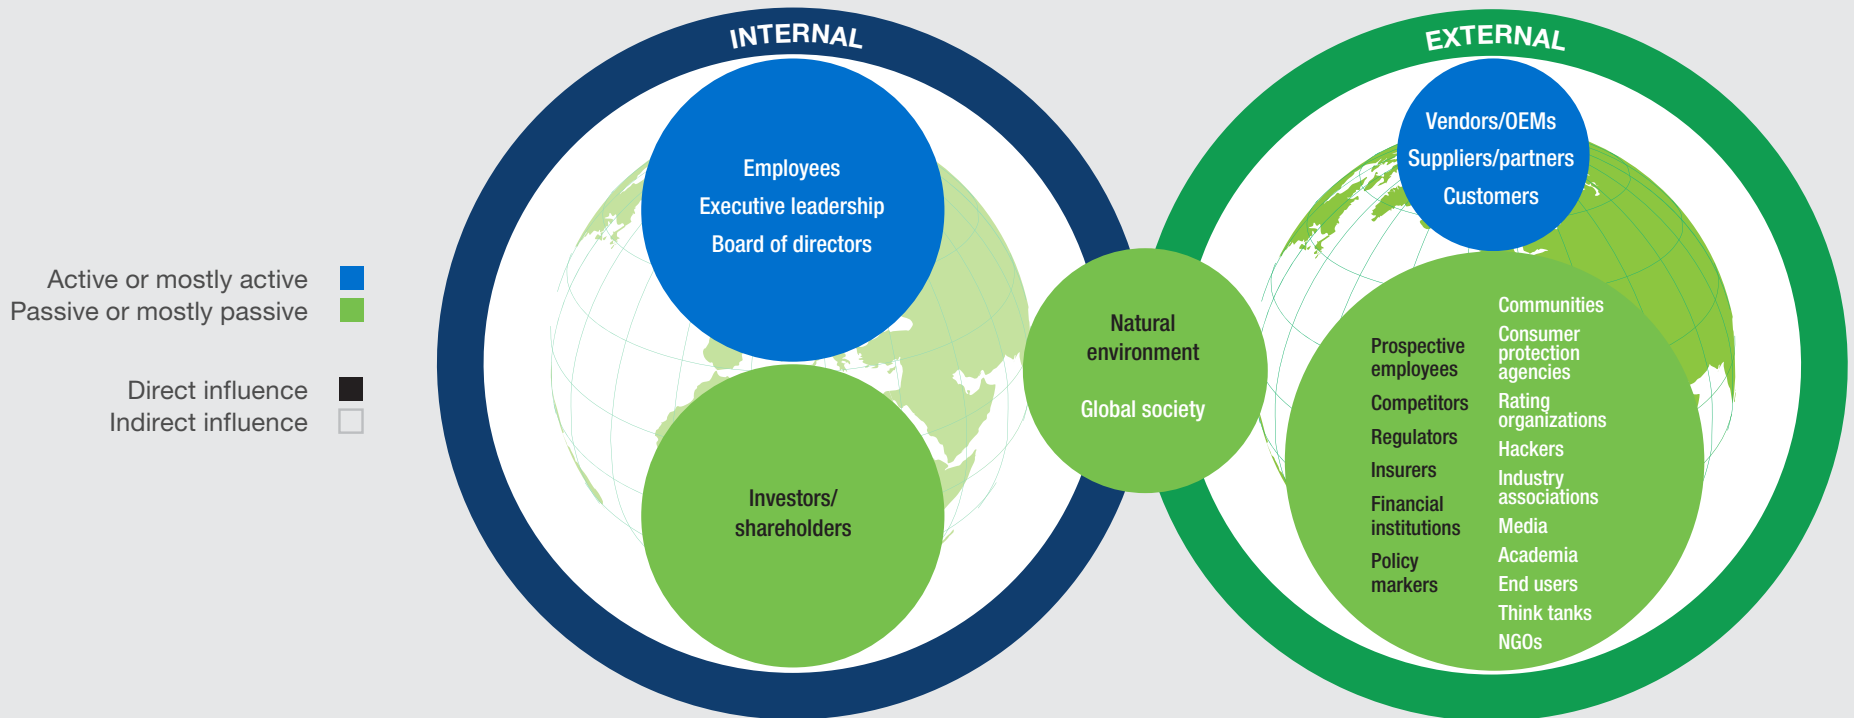 INTERNAL
EXTERNAL
Active or mostly active
Passive or mostly passive
Direct influence
Indirect influence
Employees
Executive leadership
Board of directors
Investors/
shareholders
Natural
environment
Global society
Vendors/OEMs
Suppliers/partners
Customers
Prospective
employees
Competitors
Regulators
Insurers
Financial
institutions
Policy
markers
Communities
Consumer
protection
agencies
Rating
organizations
Hackers
Industry
associations
Media
Academia
End users
Think tanks
NGOs